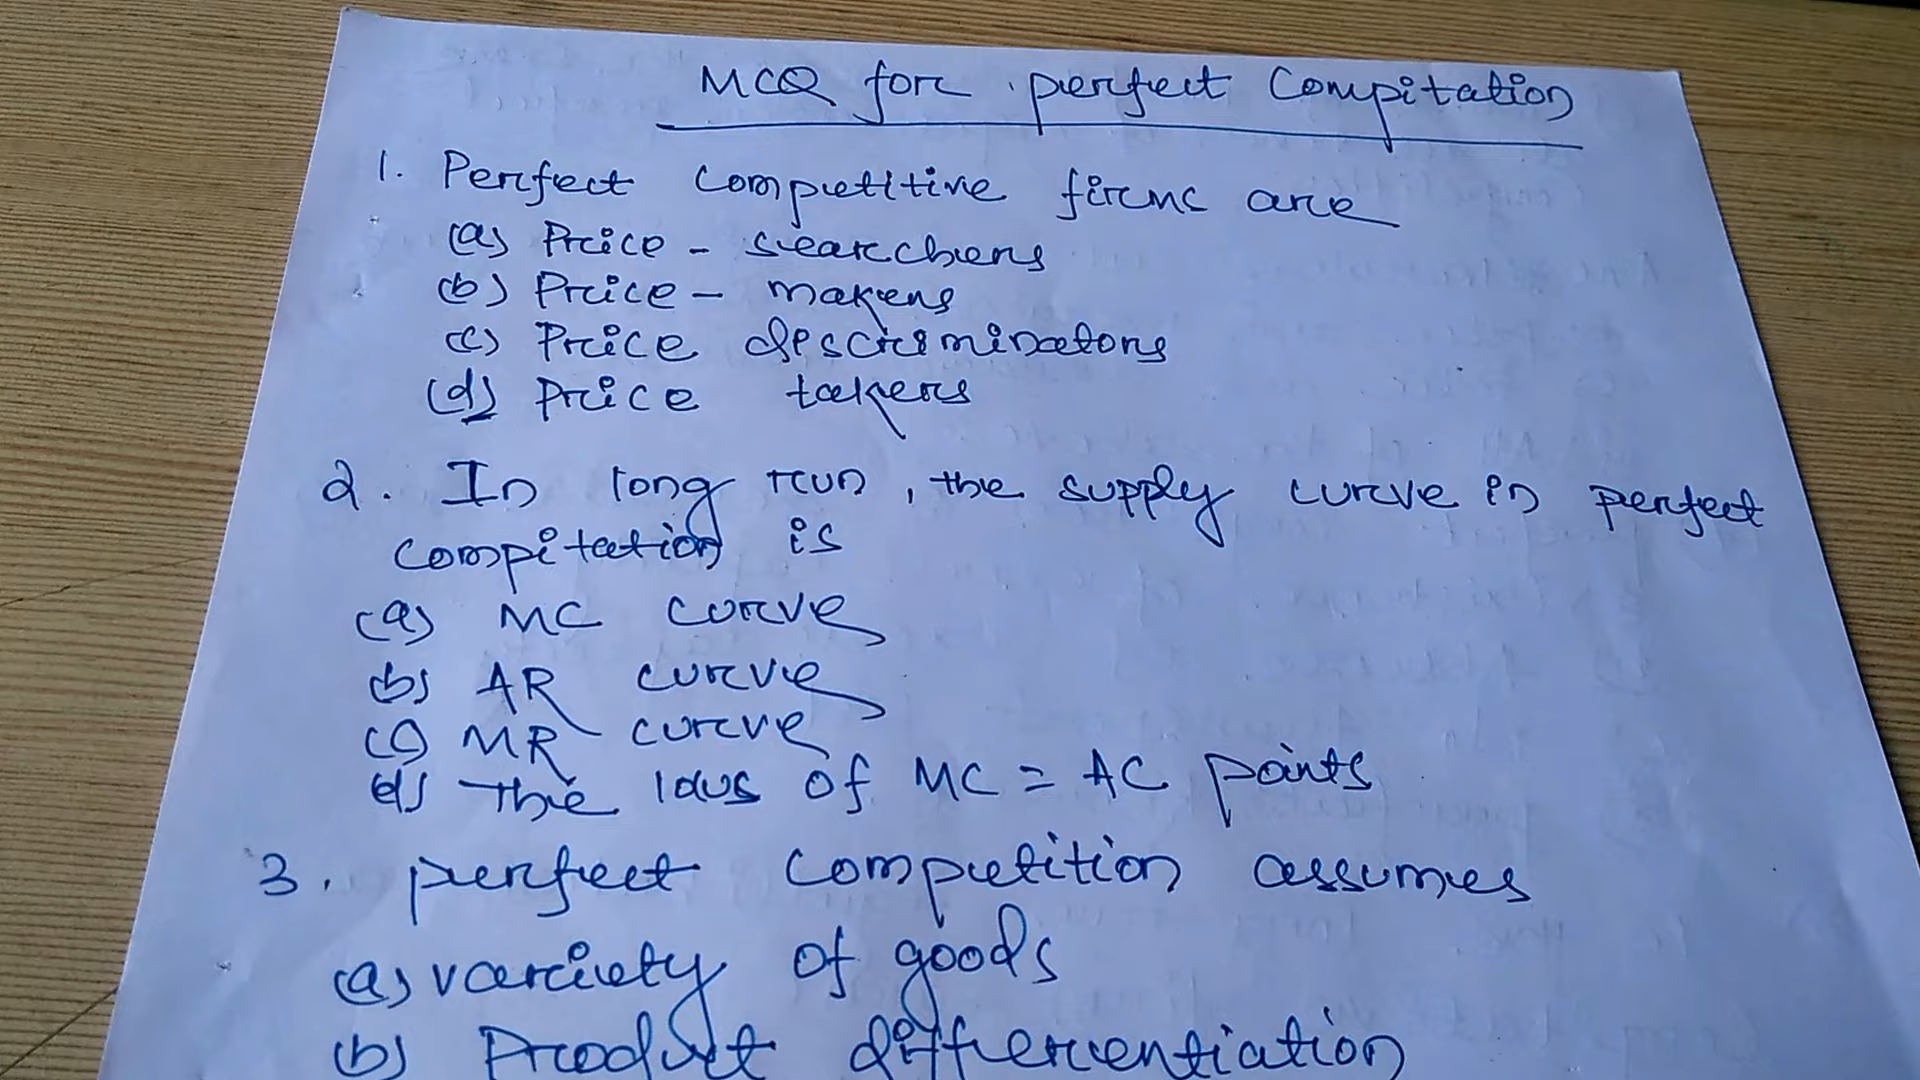 MCQ for perfect Compitation
1. Perfect competitive firms are
(a) Price - searchers
(b) Price - makers
(c) Price discriminators
(d) Price takers
2. In long run, the supply curve in perfect
compitation is
(a) MC curve
(b) AR curve
(c) MR curve
(d) The of MC = AC points
3. perfect competition assumes
(a) variety of goods
(b) Product differentiation